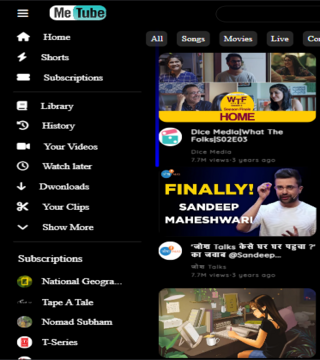 Me Tube
Home
Shorts
Subscriptions
Library
History
Your Videos
Watch later
Dwonloads
Your Clips
Show More
Subscriptions
National Geogra...
Tape A Tale
Nomad Subham
T-Series
All Songs Movies Live
WTF
HOME
Dice Media|What The
Folks|S02E03
Dice Media
7.7M views·3 years ago
FINALLY!
SANDEEP
MAHESHWARI
'जोश Talks कैसे घर घर पहुचा ?'
का जवाब @Sandeep...
जोश Talks
7.7M views·3 years ago